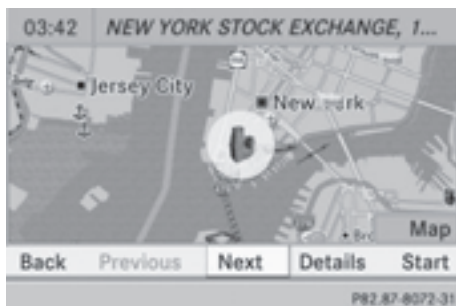 03:42 NEW YORK STOCK EXCHANGE, 1...
Jersey City
New York
Map
Back Previous Next Details Start
P82.87-8072-31